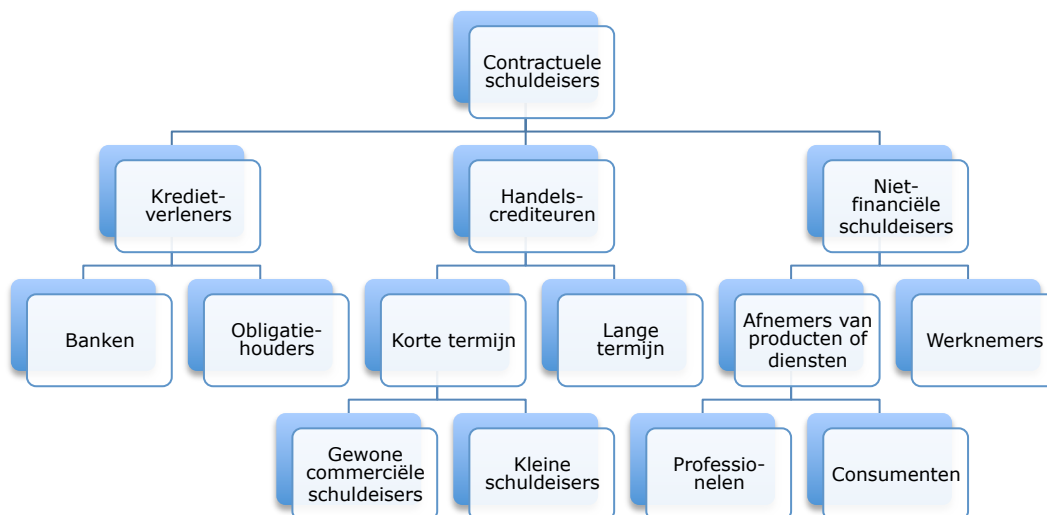 Contractuele
schuldeisers
Krediet-
verleners
Handels-
crediteuren
Niet-
financiële
schuldeisers
Banken
Obligatie-
houders
Korte termijn
Lange
termijn
Afnemers van
producten of
diensten
Werknemers
Gewone
commerciële
schuldeisers
Kleine
schuldeisers
Professio-
nelen
Consumenten